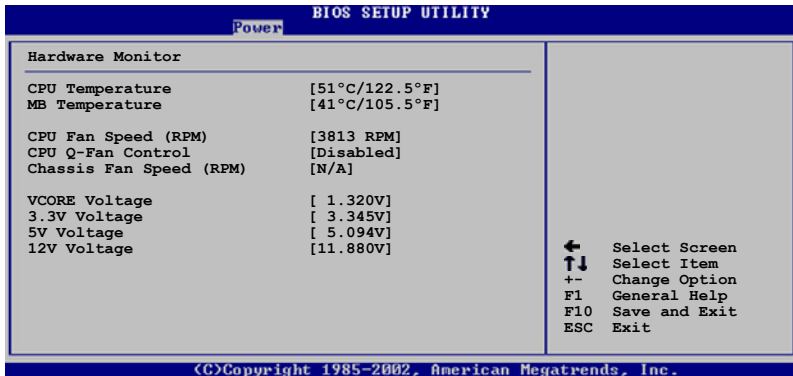 BIOS SETUP UTILITY
Power
Hardware Monitor
CPU Temperature [51°C/122.5°F]
MB Temperature [41°C/105.5°F]
CPU Fan Speed (RPM) [3813 RPM]
CPU Q-Fan Control [Disabled]
Chassis Fan Speed (RPM) [N/A]
VCORE Voltage [ 1.320V]
3.3V Voltage [ 3.345V]
5V Voltage [ 5.094V]
12V Voltage [11.880V]
← Select Screen
↑↓ Select Item
+- Change Option
F1 General Help
F10 Save and Exit
ESC Exit
(C)Copyright 1985-2002, American Megatrends, Inc.